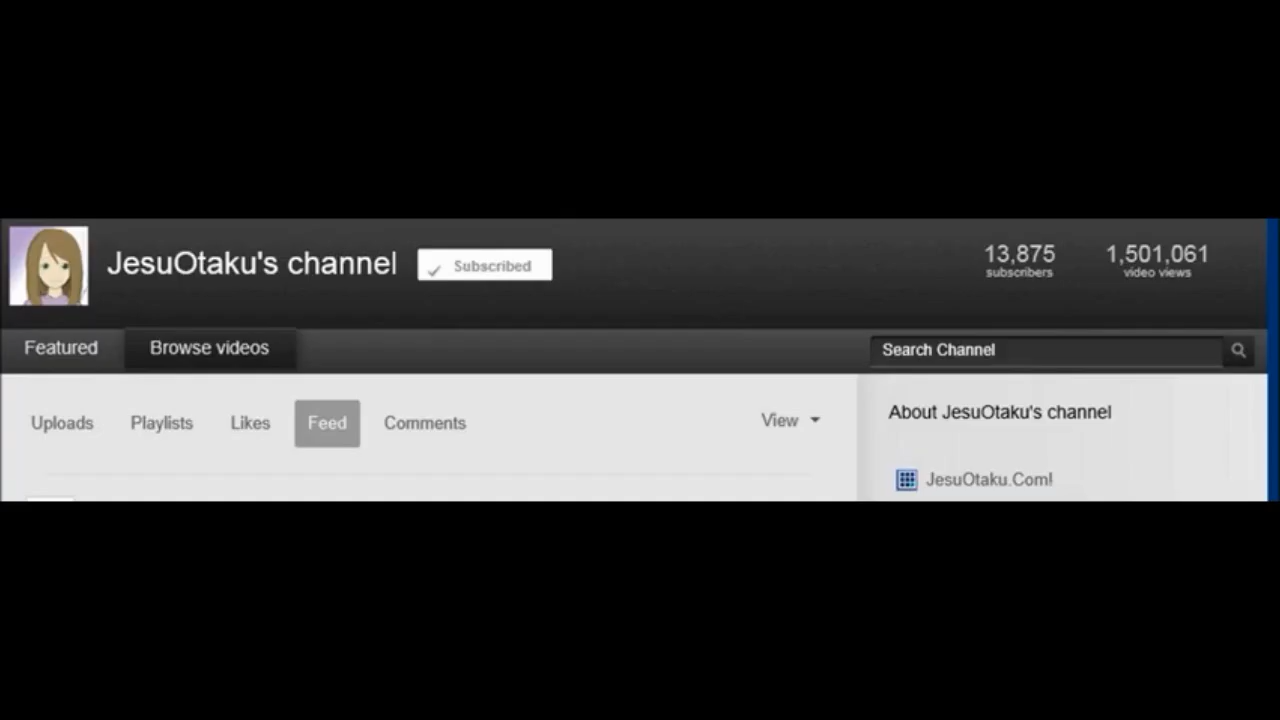 JesuOtaku's channel
Subscribed
13,875
subscribers
1,501,061
video views
Featured
Browse videos
Search Channel
Uploads
Playlists
Likes
Feed
Comments
View
About JesuOtaku's channel
JesuOtaku.Com!